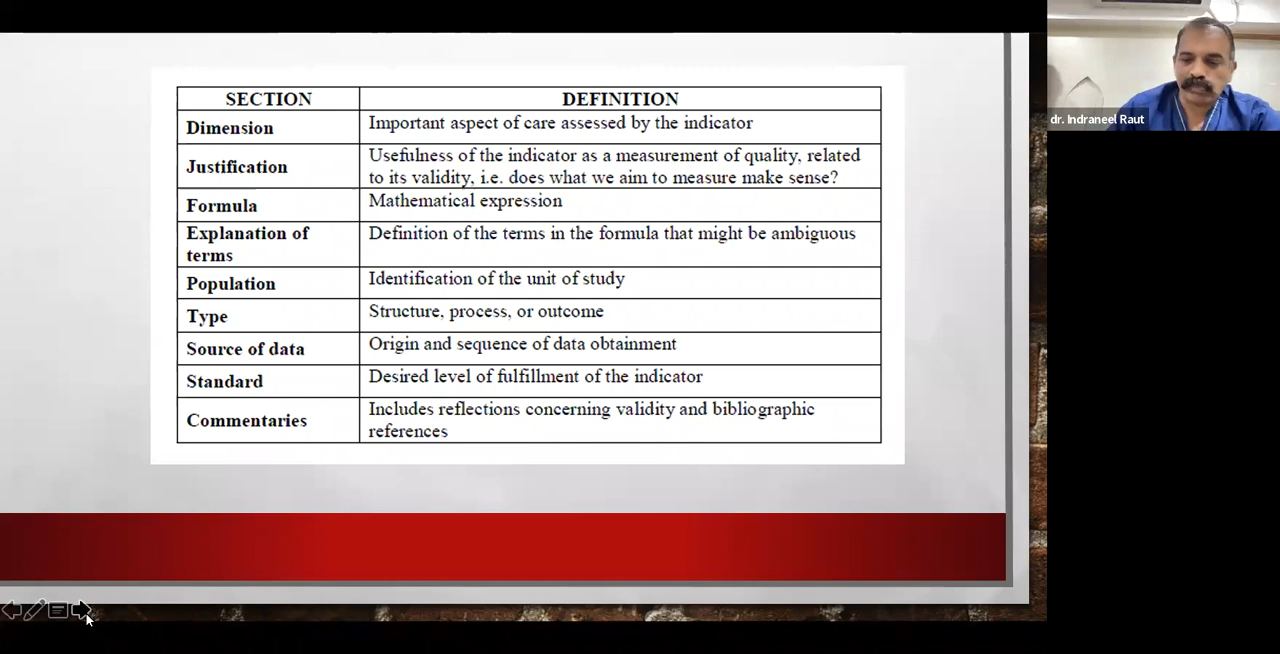 SECTION DEFINITION
Dimension Important aspect of care assessed by the indicator
Justification Usefulness of the indicator as a measurement of quality, related
to its validity, i.e. does what we aim to measure make sense?
Formula Mathematical expression
Explanation of Definition of the terms in the formula that might be ambiguous
terms
Population Identification of the unit of study
Type Structure, process, or outcome
Source of data Origin and sequence of data obtainment
Standard Desired level of fulfillment of the indicator
Commentaries Includes reflections concerning validity and bibliographic
references
dr. Indraneel Raut